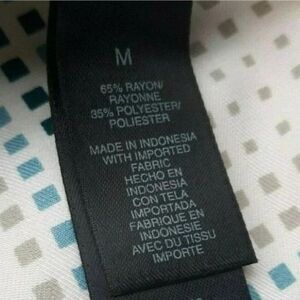 M
65% RAYON/
RAYONNE
35% POLYESTER/
POLIESTER
MADE IN INDONESIA
WITH IMPORTED
FABRIC
HECHO EN
INDONESIA
CON TELA
IMPORTADA
FABRIQUE EN
INDONESIE
AVEC DU TISSU
IMPORTE